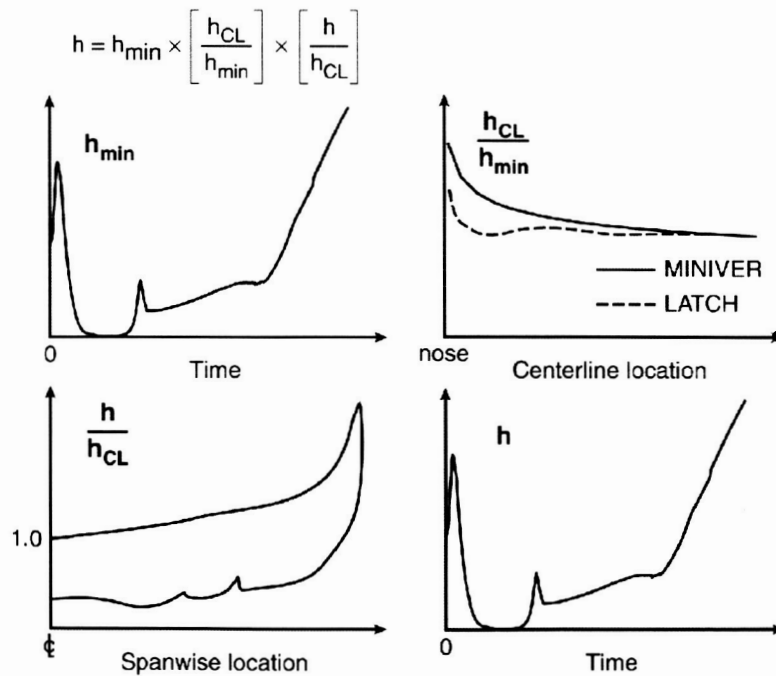 h = h_min × [ h_CL / h_min ] × [ h / h_CL ]
h_min
0
Time
h_CL / h_min
MINIVER
LATCH
nose
Centerline location
h / h_CL
1.0
℄
Spanwise location
h
0
Time